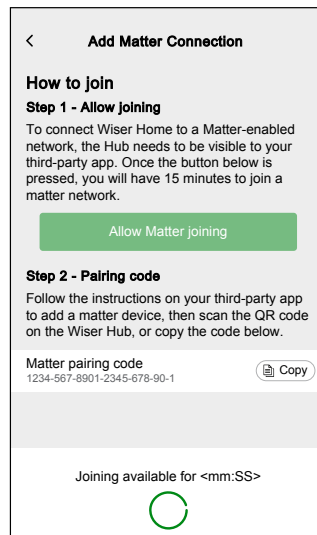 Add Matter Connection
How to join
Step 1 - Allow joining
To connect Wiser Home to a Matter-enabled
network, the Hub needs to be visible to your
third-party app. Once the button below is
pressed, you will have 15 minutes to join a
matter network.
Allow Matter joining
Step 2 - Pairing code
Follow the instructions on your third-party app
to add a matter device, then scan the QR code
on the Wiser Hub, or copy the code below.
Matter pairing code
1234-567-8901-2345-678-90-1
Copy
Joining available for <mm:SS>